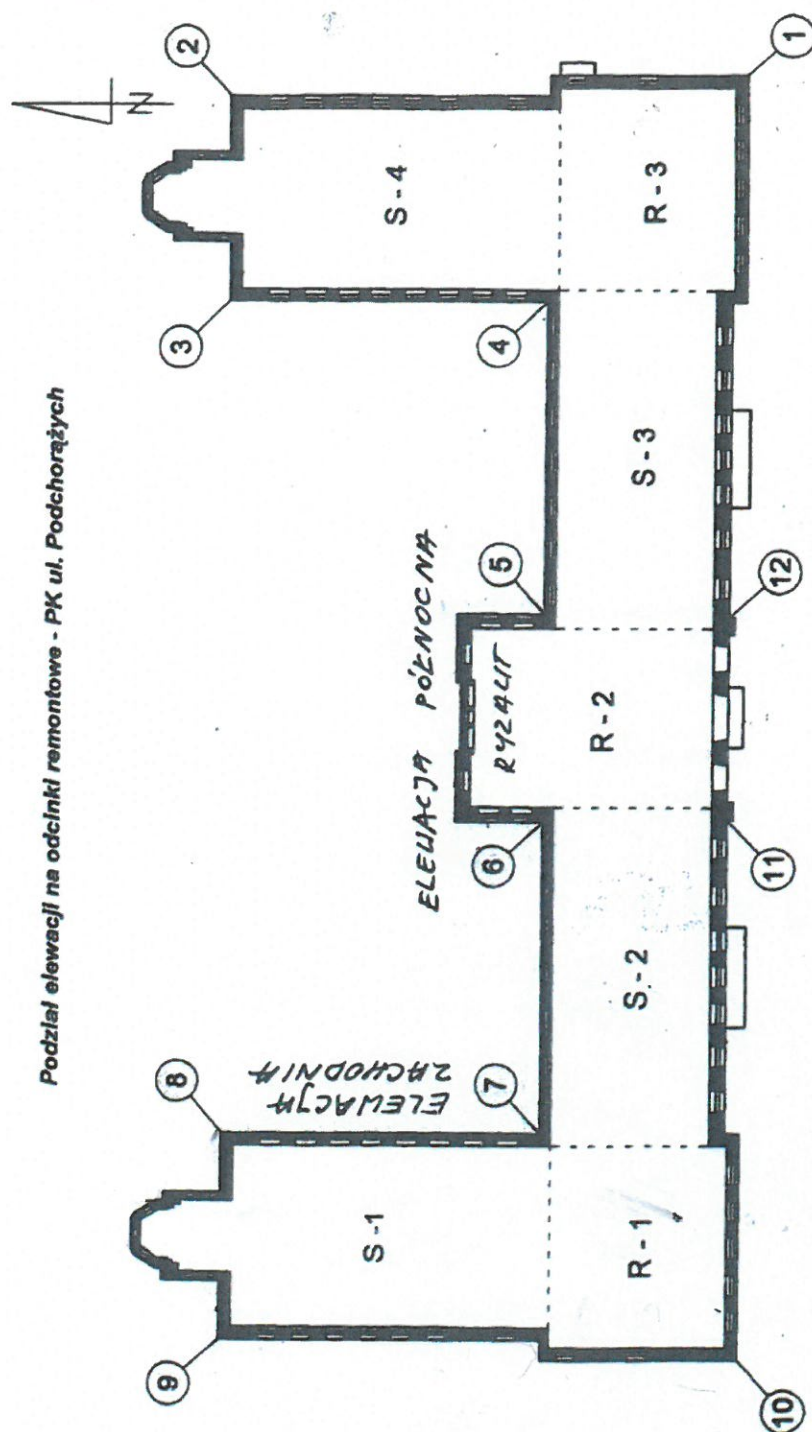 Podział elewacji na odcinki remontowe - PK ul. Podchorążych
N
9
8
3
2
S-1
ELEWACJA
ZACHODNIA
ELEWACJA PÓŁNOCNA
RYZALIT
S-4
7
6
5
4
R-1
S-2
R-2
S-3
R-3
10
11
12
1